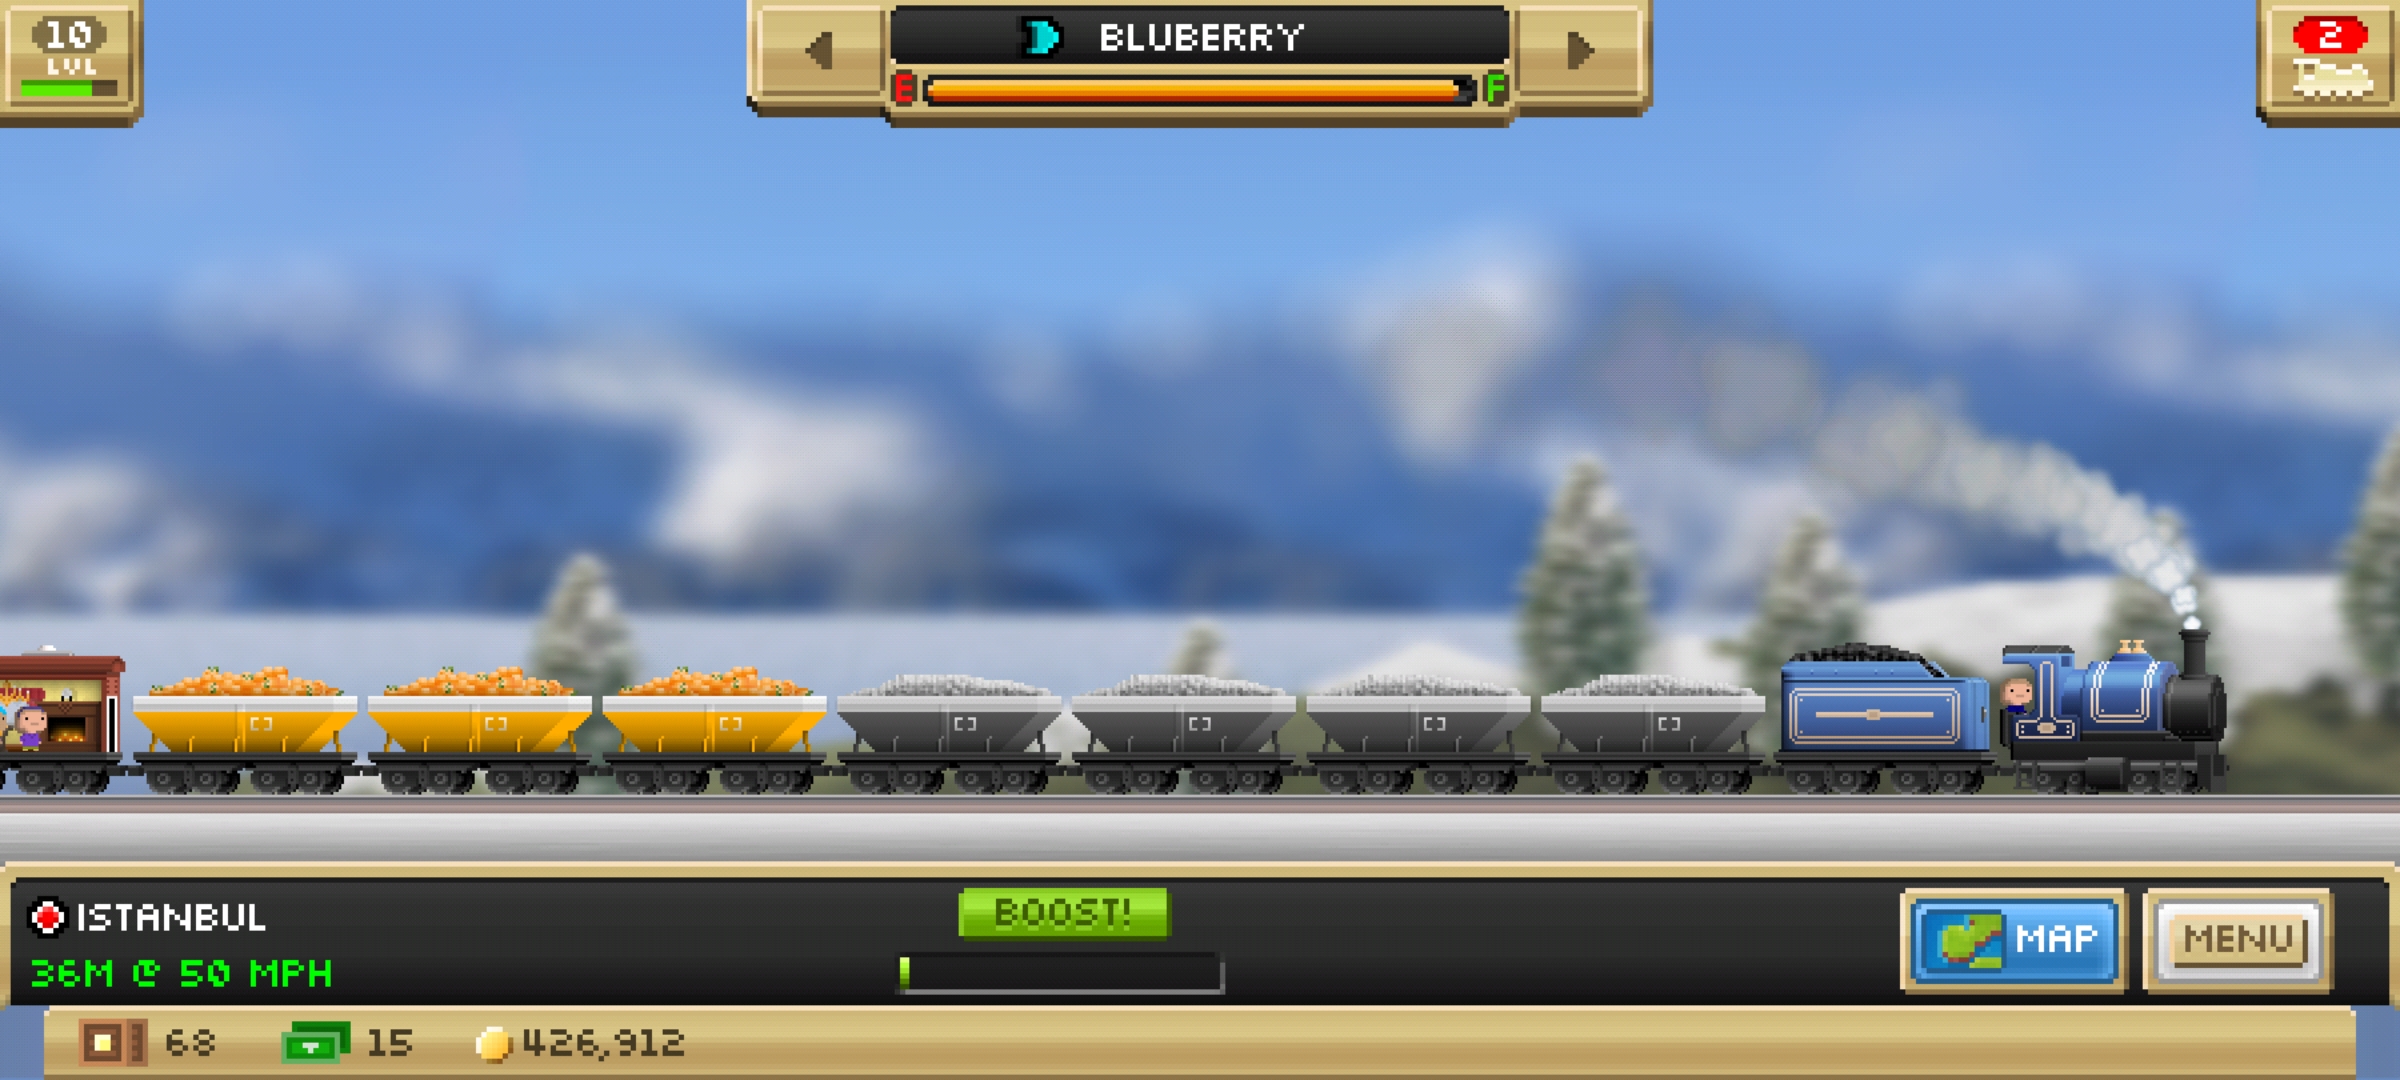 10
LVL
BLUBERRY
E F
2
ISTANBUL
36M @ 50 MPH
BOOST!
MAP
MENU
68 15 426,912